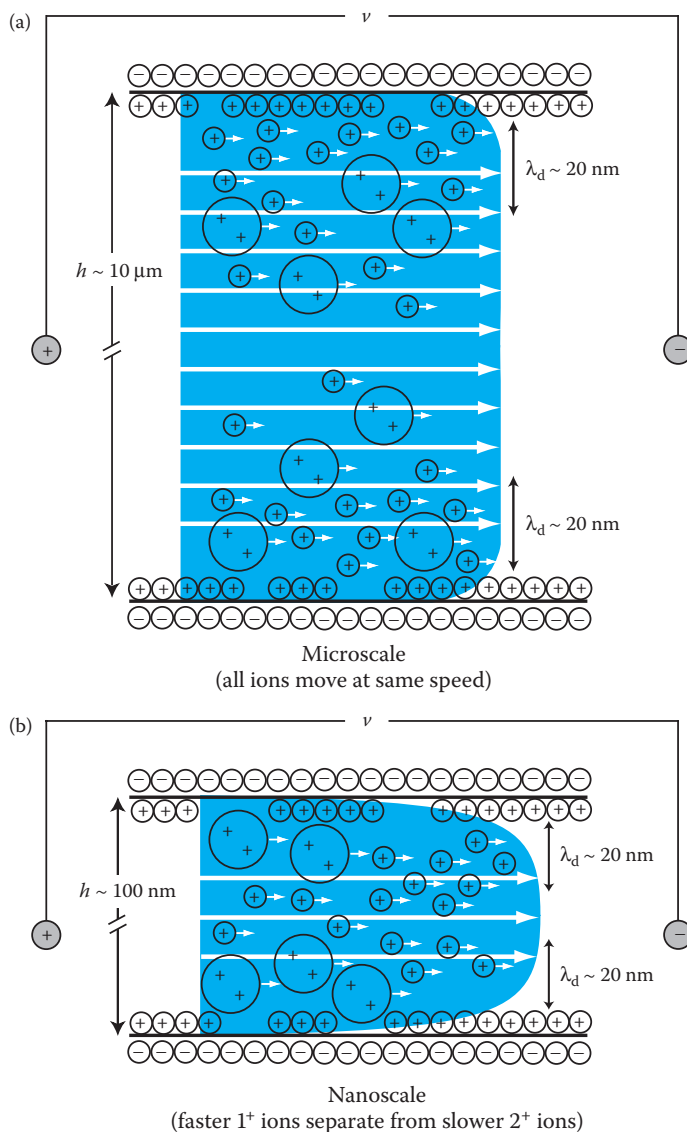 (a)
ν
h ~ 10 µm
λd ~ 20 nm
λd ~ 20 nm
Microscale
(all ions move at same speed)
(b)
ν
h ~ 100 nm
λd ~ 20 nm
λd ~ 20 nm
Nanoscale
(faster 1⁺ ions separate from slower 2⁺ ions)